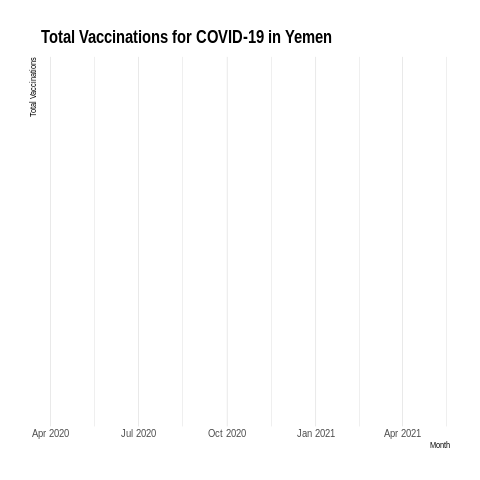 Total Vaccinations for COVID-19 in Yemen
Total Vaccinations
Apr 2020 Jul 2020 Oct 2020 Jan 2021 Apr 2021
Month